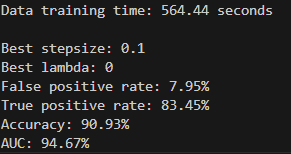 Data training time: 564.44 seconds
Best stepsize: 0.1
Best lambda: 0
False positive rate: 7.95%
True positive rate: 83.45%
Accuracy: 90.93%
AUC: 94.67%